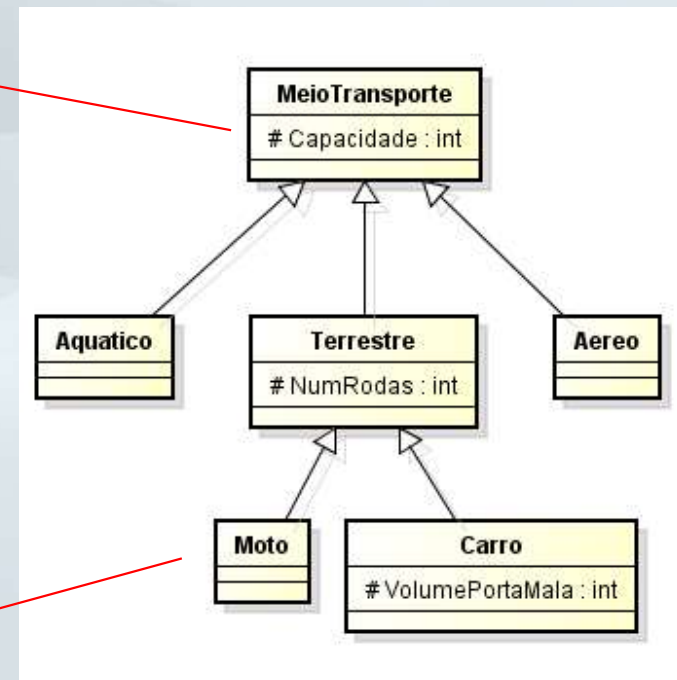 MeioTransporte
# Capacidade : int
Aquatico
Terrestre
# NumRodas : int
Aereo
Moto
Carro
# VolumePortaMala : int